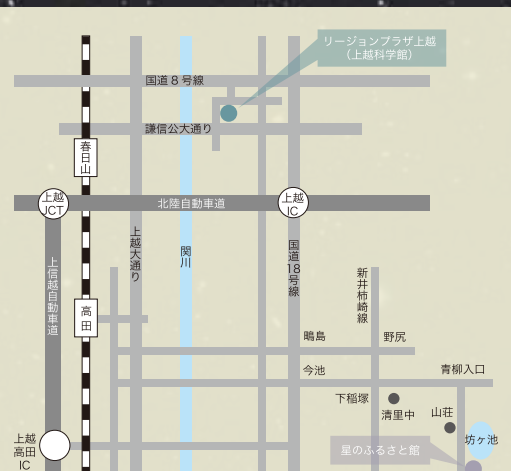 リージョンプラザ上越
（上越科学館）
国道８号線
謙信公大通り
春日山
上越
JCT
北陸自動車道
上越
IC
上越大通り
関川
国道18号線
上信越自動車道
新井柿崎線
高田
鴫島
野尻
今池
青柳入口
下稲塚
清里中
山荘
坊ヶ池
星のふるさと館
上越
高田
IC